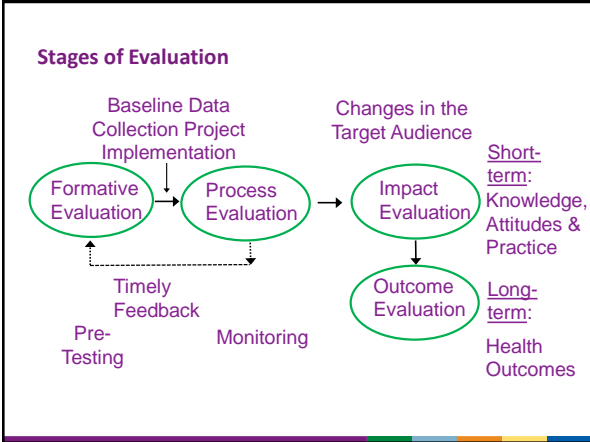 Stages of Evaluation
Baseline Data
Collection Project
Implementation
Changes in the
Target Audience
Formative
Evaluation
Process
Evaluation
Impact
Evaluation
Short-
term:
Knowledge,
Attitudes &
Practice
Timely
Feedback
Pre-
Testing
Monitoring
Outcome
Evaluation
Long-
term:
Health
Outcomes